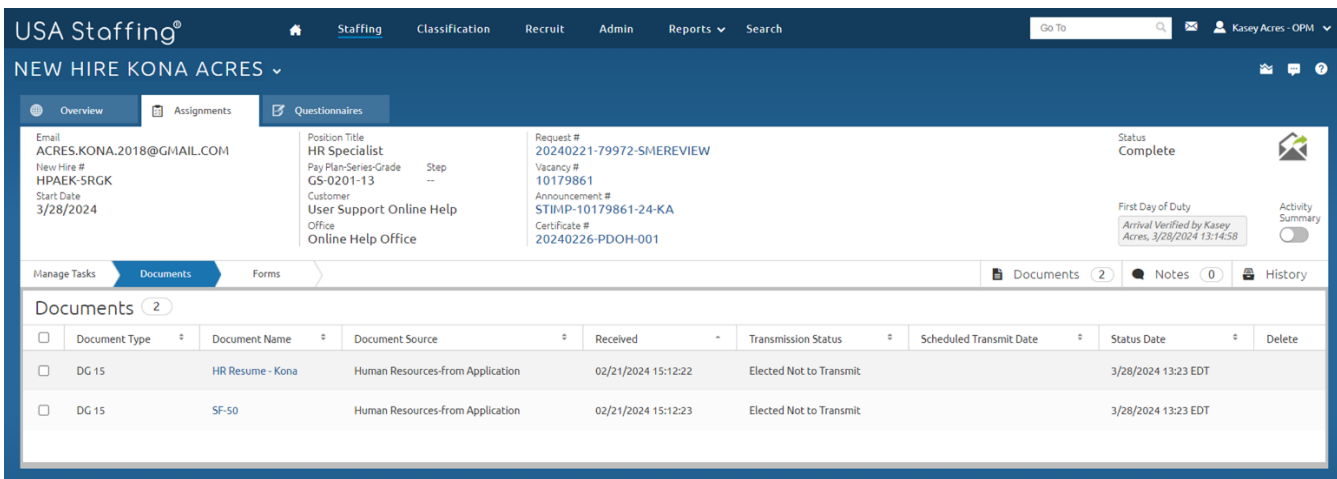 USA Staffing®
Staffing Classification Recruit Admin Reports Search
Go To
Kasey Acres - OPM
NEW HIRE KONA ACRES
Overview Assignments Questionnaires
Email
ACRES.KONA.2018@GMAIL.COM
New Hire #
HPAEK-5RGK
Start Date
3/28/2024
Position Title
HR Specialist
Pay Plan-Series-Grade Step
GS-0201-13 --
Customer
User Support Online Help
Office
Online Help Office
Request #
20240221-79972-SMEREVIEW
Vacancy #
10179861
Announcement #
STIMP-10179861-24-KA
Certificate #
20240226-PDOH-001
Status
Complete
First Day of Duty
Arrival Verified by Kasey
Acres, 3/28/2024 13:14:58
Activity
Summary
Manage Tasks Documents Forms
Documents 2 Notes 0 History
Documents 2
Document Type Document Name Document Source Received Transmission Status Scheduled Transmit Date Status Date Delete
DG 15 HR Resume - Kona Human Resources-from Application 02/21/2024 15:12:22 Elected Not to Transmit 3/28/2024 13:23 EDT
DG 15 SF-50 Human Resources-from Application 02/21/2024 15:12:23 Elected Not to Transmit 3/28/2024 13:23 EDT